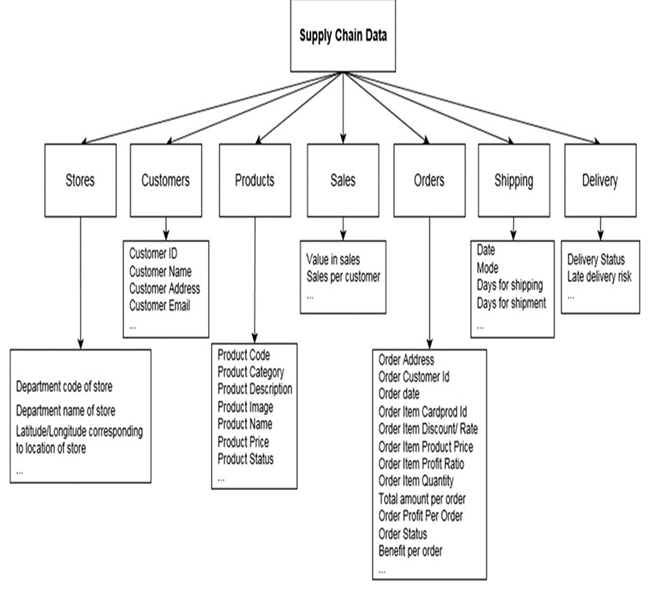 Supply Chain Data
Stores
Customers
Products
Sales
Orders
Shipping
Delivery
Customer ID
Customer Name
Customer Address
Customer Email
...
Value in sales
Sales per customer
...
Date
Mode
Days for shipping
Days for shipment
...
Delivery Status
Late delivery risk
...
Department code of store
Department name of store
Latitude/Longitude corresponding
to location of store
...
Product Code
Product Category
Product Description
Product Image
Product Name
Product Price
Product Status
...
Order Address
Order Customer Id
Order date
Order Item Cardprod Id
Order Item Discount/ Rate
Order Item Product Price
Order Item Profit Ratio
Order Item Quantity
Total amount per order
Order Profit Per Order
Order Status
Benefit per order
...